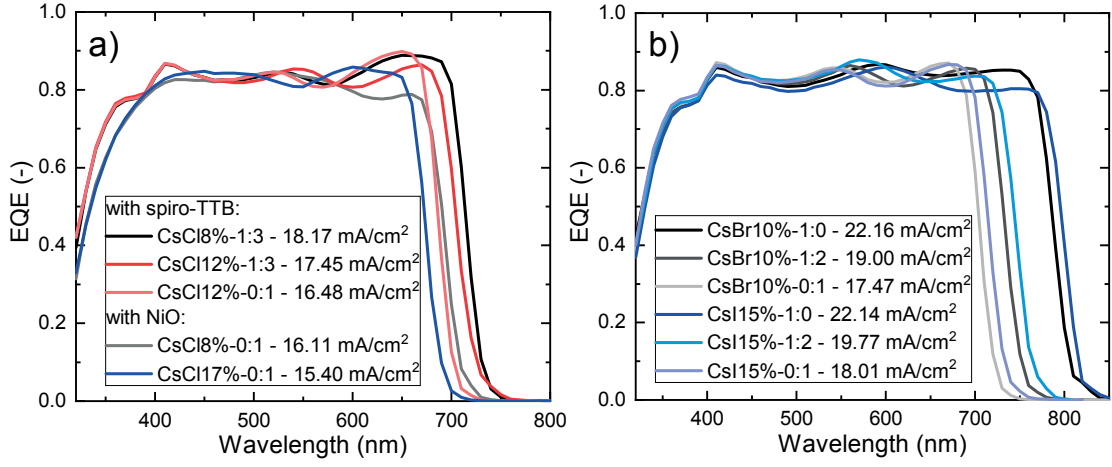 a)
EQE (-)
1.0
0.8
0.6
0.4
0.2
0.0
with spiro-TTB:
CsCl8%-1:3 - 18.17 mA/cm²
CsCl12%-1:3 - 17.45 mA/cm²
CsCl12%-0:1 - 16.48 mA/cm²
with NiO:
CsCl8%-0:1 - 16.11 mA/cm²
CsCl17%-0:1 - 15.40 mA/cm²
400 500 600 700 800
Wavelength (nm)
b)
EQE (-)
1.0
0.8
0.6
0.4
0.2
0.0
CsBr10%-1:0 - 22.16 mA/cm²
CsBr10%-1:2 - 19.00 mA/cm²
CsBr10%-0:1 - 17.47 mA/cm²
CsI15%-1:0 - 22.14 mA/cm²
CsI15%-1:2 - 19.77 mA/cm²
CsI15%-0:1 - 18.01 mA/cm²
400 500 600 700 800
Wavelength (nm)